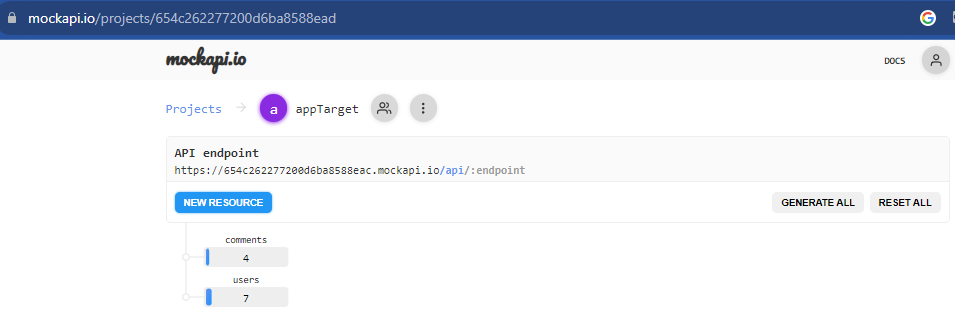 mockapi.io/projects/654c262277200d6ba8588ead
mockapi.io
DOCS
Projects
a
appTarget
API endpoint
https://654c262277200d6ba8588eac.mockapi.io/api/:endpoint
NEW RESOURCE
GENERATE ALL
RESET ALL
comments
4
users
7